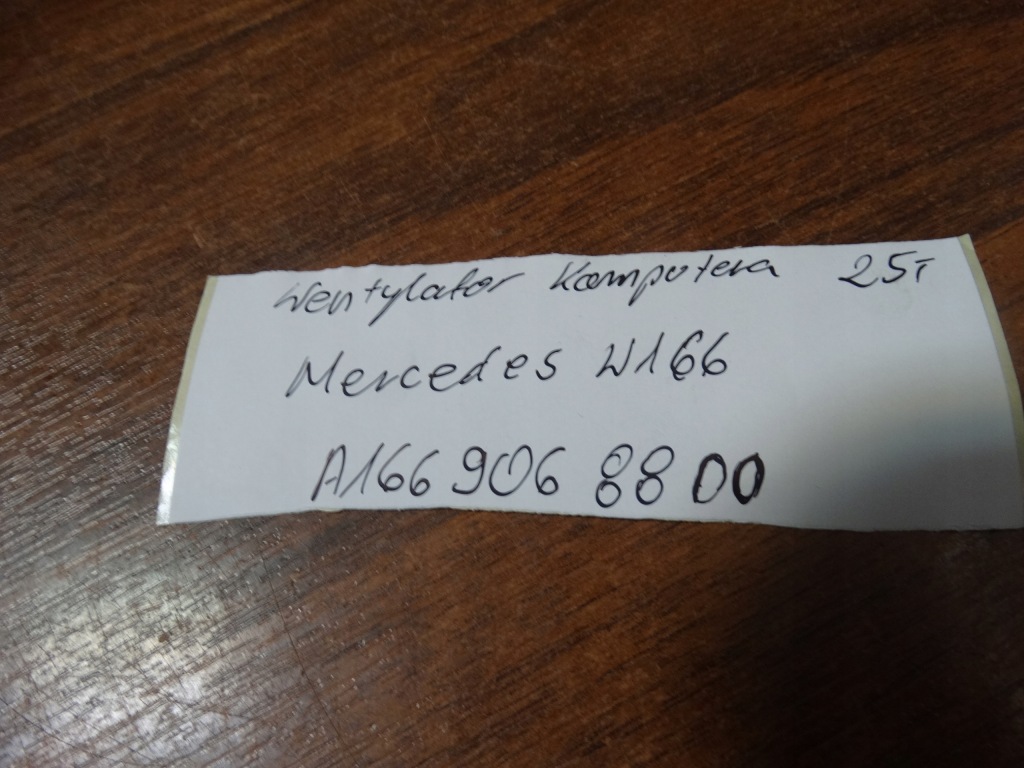 Wentylator Komputera 25T
Mercedes W166
A166 906 88 00